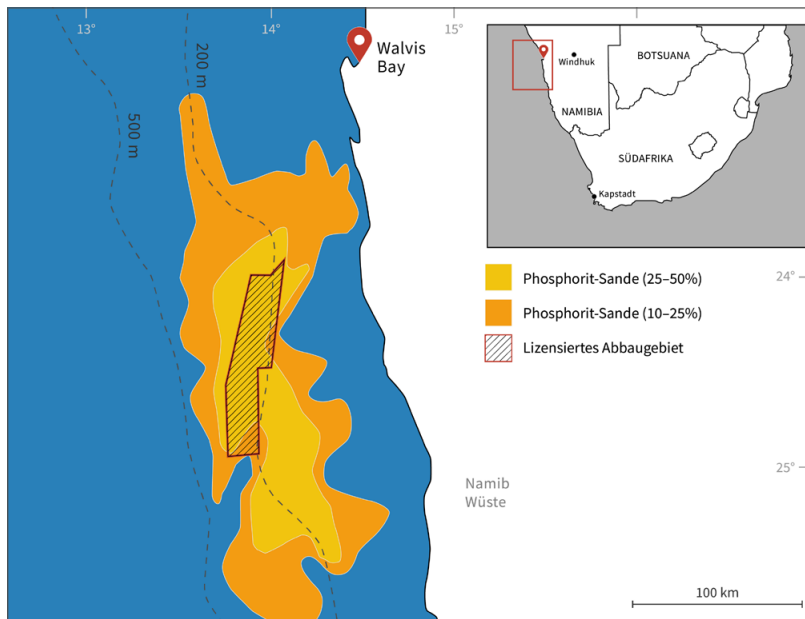 13°
14°
15°
Walvis
Bay
200 m
500 m
Windhuk
BOTSUANA
NAMIBIA
SÜDAFRIKA
Kapstadt
24°
Phosphorit-Sande (25–50%)
Phosphorit-Sande (10–25%)
Lizensiertes Abbaugebiet
25°
Namib
Wüste
100 km